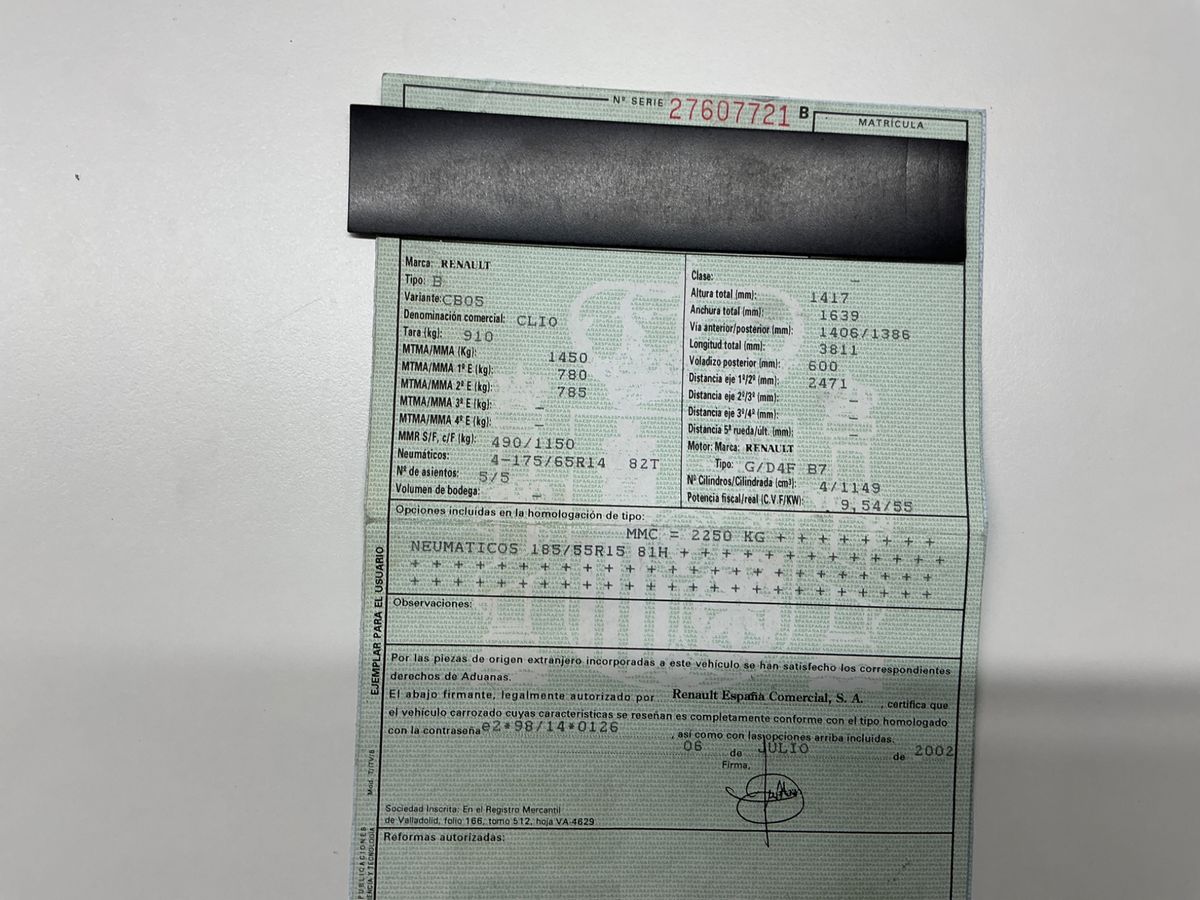 Nº SERIE 27607721 B
MATRÍCULA
Marca: RENAULT
Tipo: B
Variante: CB05
Denominación comercial: CLIO
Tara (kg): 910
MTMA/MMA (Kg): 1450
MTMA/MMA 1º E (kg): 780
MTMA/MMA 2º E (kg): 785
MTMA/MMA 3º E (kg): –
MTMA/MMA 4º E (kg): –
MMR S/F, c/F (kg): 490/1150
Neumáticos: 4-175/65R14 82T
Nº de asientos: 5/5
Volumen de bodega: –
Clase: –
Altura total (mm): 1417
Anchura total (mm): 1639
Vía anterior/posterior (mm): 1406/1386
Longitud total (mm): 3811
Voladizo posterior (mm): 600
Distancia eje 1º/2º (mm): 2471
Distancia eje 2º/3º (mm): –
Distancia eje 3º/4º (mm): –
Distancia 5ª rueda/últ. (mm): –
Motor: Marca: RENAULT
Tipo: G/D4F B7
Nº Cilindros/Cilindrada (cm³): 4/1149
Potencia fiscal/real (C.V.F/KW): 9,54/55
Opciones incluidas en la homologación de tipo:
MMC = 2250 KG + + + + + + +
NEUMATICOS 185/55R15 81H + + + + + + + + + + +
+ + + + + + + + + + + + + + + + + + + + + +
+ + + + + + + + + + + + + + + + + + + + + +
Observaciones:
Por las piezas de origen extranjero incorporadas a este vehículo se han satisfecho los correspondientes
derechos de Aduanas.
El abajo firmante, legalmente autorizado por Renault España Comercial, S. A. , certifica que
el vehículo carrozado cuyas características se reseñan es completamente conforme con el tipo homologado
con la contraseña e2*98/14*0126 , así como con las opciones arriba incluidas.
06 de JULIO de 2002
Firma,
Sociedad Inscrita: En el Registro Mercantil
de Valladolid, folio 166, tomo 512, hoja VA-4629
Reformas autorizadas:
EJEMPLAR PARA EL USUARIO
Mod. T/ITV/5
PUBLICACIONES
Y TECNOLOGÍA